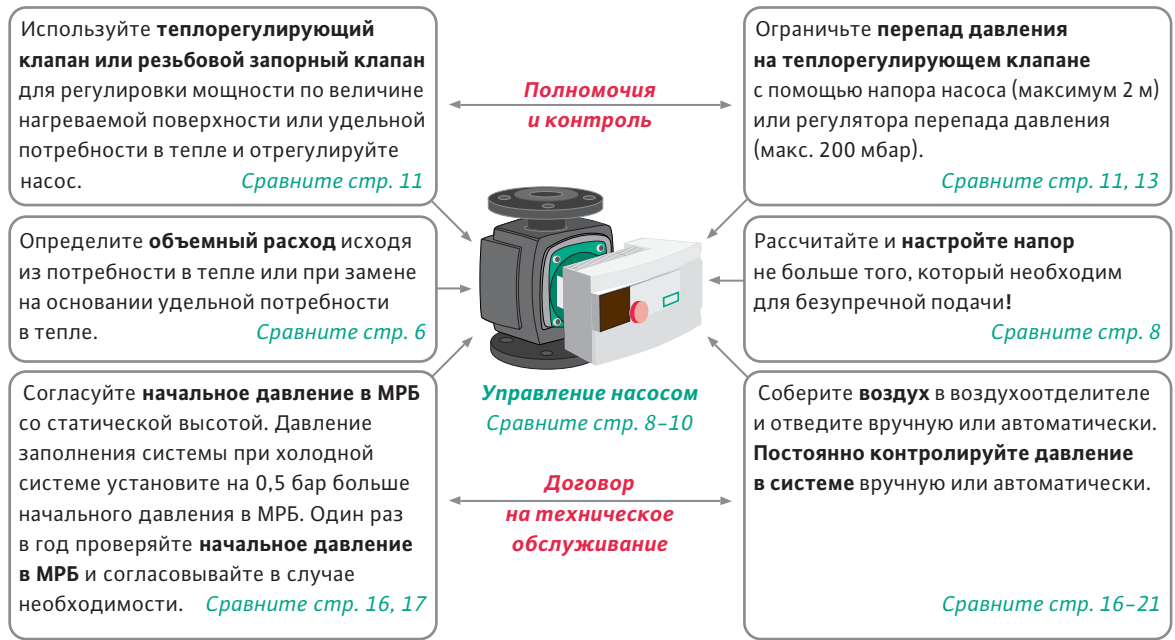 Используйте теплорегулирующий
клапан или резьбовой запорный клапан
для регулировки мощности по величине
нагреваемой поверхности или удельной
потребности в тепле и отрегулируйте
насос. Сравните стр. 11
Полномочия
и контроль
Ограничьте перепад давления
на теплорегулирующем клапане
с помощью напора насоса (максимум 2 м)
или регулятора перепада давления
(макс. 200 мбар).
Сравните стр. 11, 13
Определите объемный расход исходя
из потребности в тепле или при замене
на основании удельной потребности
в тепле. Сравните стр. 6
Рассчитайте и настройте напор
не больше того, который необходим
для безупречной подачи!
Сравните стр. 8
Управление насосом
Сравните стр. 8–10
Согласуйте начальное давление в МРБ
со статической высотой. Давление
заполнения системы при холодной
системе установите на 0,5 бар больше
начального давления в МРБ. Один раз
в год проверяйте начальное давление
в МРБ и согласовывайте в случае
необходимости. Сравните стр. 16, 17
Договор
на техническое
обслуживание
Соберите воздух в воздухоотделителе
и отведите вручную или автоматически.
Постоянно контролируйте давление
в системе вручную или автоматически.
Сравните стр. 16–21